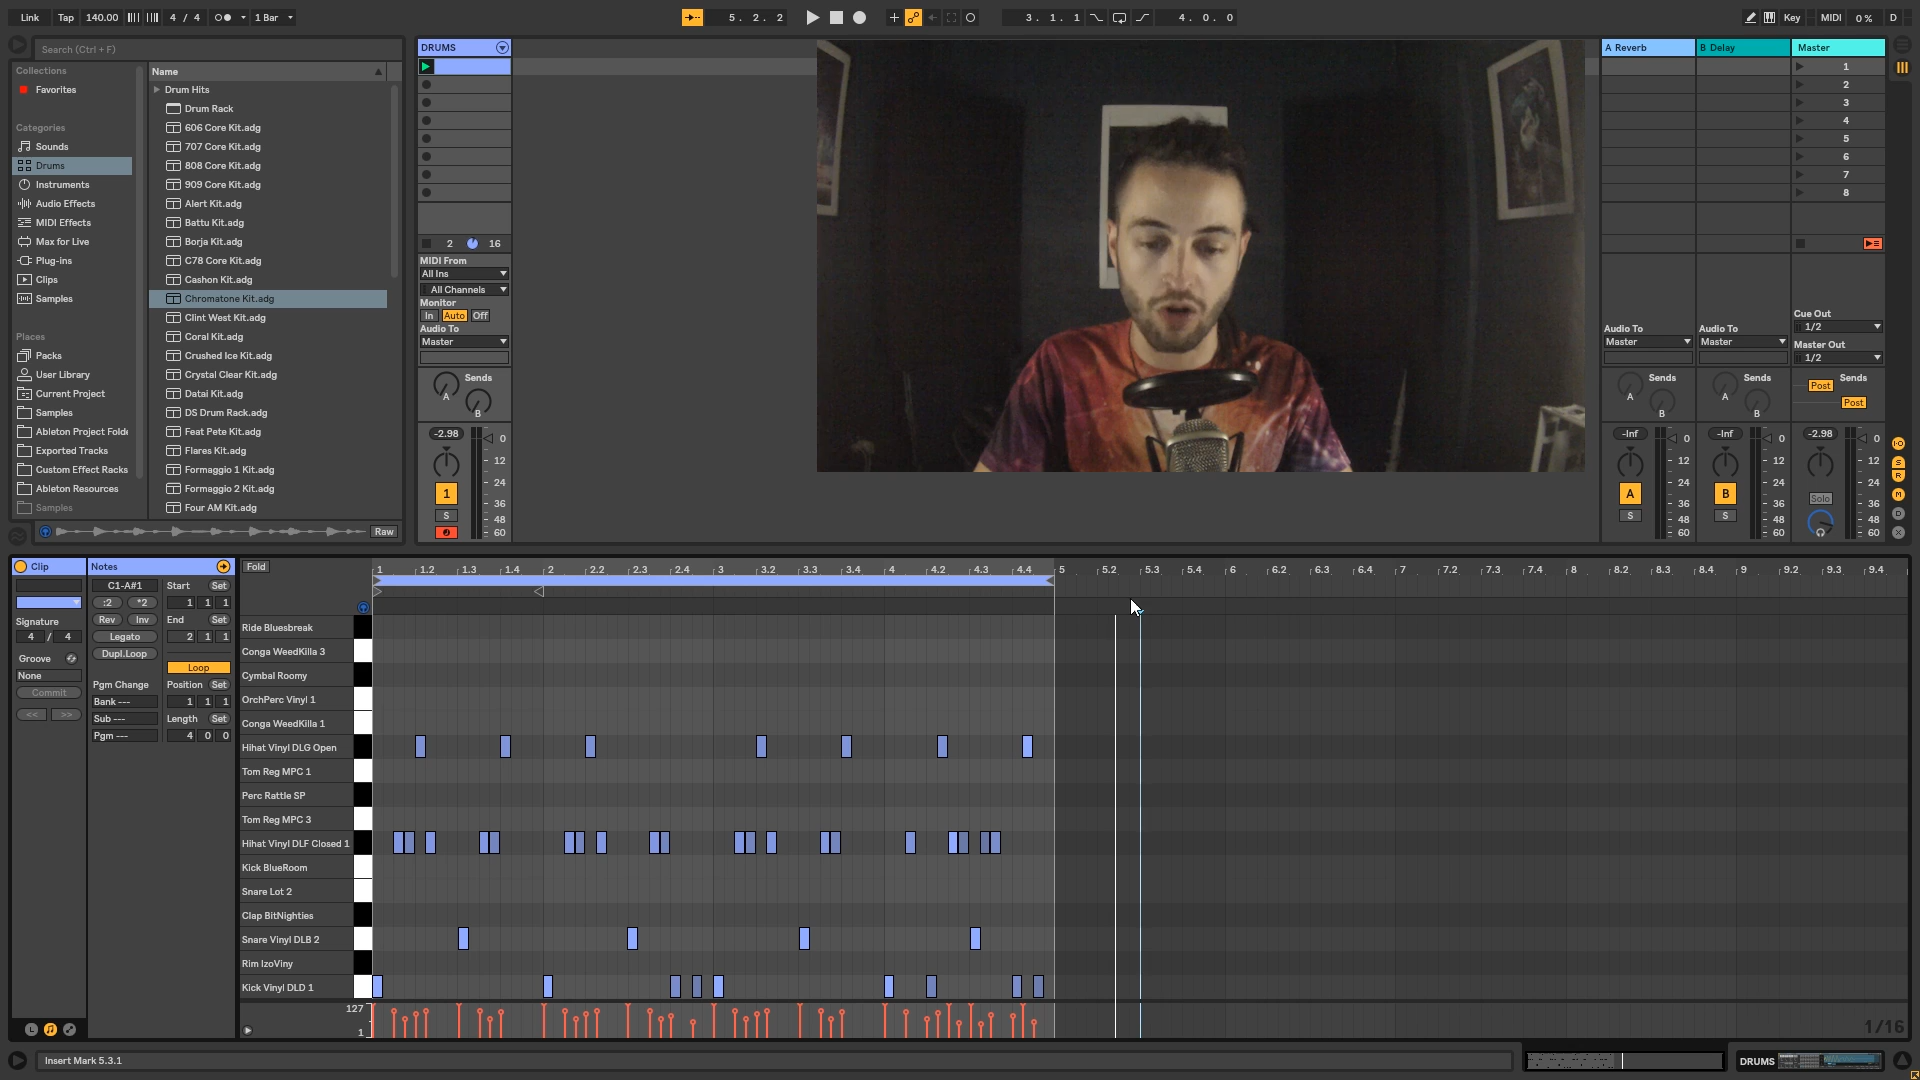 Link Tap 140.00 4 / 4 1 Bar
5. 2. 2
3. 1. 1 4. 0. 0
Key MIDI 0 % D
Search (Ctrl + F)
Collections
Favorites
Categories
Sounds
Drums
Instruments
Audio Effects
MIDI Effects
Max for Live
Plug-ins
Clips
Samples
Places
Packs
User Library
Current Project
Samples
Ableton Project Folde
Exported Tracks
Custom Effect Racks
Ableton Resources
Samples
Name
Drum Hits
Drum Rack
606 Core Kit.adg
707 Core Kit.adg
808 Core Kit.adg
909 Core Kit.adg
Alert Kit.adg
Battu Kit.adg
Borja Kit.adg
C78 Core Kit.adg
Cashon Kit.adg
Chromatone Kit.adg
Clint West Kit.adg
Coral Kit.adg
Crushed Ice Kit.adg
Crystal Clear Kit.adg
Datai Kit.adg
DS Drum Rack.adg
Feat Pete Kit.adg
Flares Kit.adg
Formaggio 1 Kit.adg
Formaggio 2 Kit.adg
Four AM Kit.adg
Raw
DRUMS
2 16
MIDI From
All Ins
All Channels
Monitor
In Auto Off
Audio To
Master
Sends
A
B
-2.98
0
12
24
36
48
60
1
S
A Reverb
Audio To
Master
Sends
A
B
-Inf
0
12
24
36
48
60
A
S
B Delay
Audio To
Master
Sends
A
B
-Inf
0
12
24
36
48
60
B
S
Master
1
2
3
4
5
6
7
8
Cue Out
1/2
Master Out
1/2
Sends
Post
Post
-2.98
0
12
24
36
48
60
Solo
I·O
S
R
M
D
X
Clip
Signature
4 / 4
Groove
None
Commit
<< >>
Notes
C1-A#1
:2 *2
Rev Inv
Legato
Dupl.Loop
Pgm Change
Bank ---
Sub ---
Pgm ---
Start Set
1 1 1
End Set
2 1 1
Loop
Position Set
1 1 1
Length Set
4 0 0
Fold
1 1.2 1.3 1.4 2 2.2 2.3 2.4 3 3.2 3.3 3.4 4 4.2 4.3 4.4 5 5.2 5.3 5.4 6 6.2 6.3 6.4 7 7.2 7.3 7.4 8 8.2 8.3 8.4 9 9.2 9.3 9.4
Ride Bluesbreak
Conga WeedKilla 3
Cymbal Roomy
OrchPerc Vinyl 1
Conga WeedKilla 1
Hihat Vinyl DLG Open
Tom Reg MPC 1
Perc Rattle SP
Tom Reg MPC 3
Hihat Vinyl DLF Closed 1
Kick BlueRoom
Snare Lot 2
Clap BitNighties
Snare Vinyl DLB 2
Rim IzoViny
Kick Vinyl DLD 1
127
1
1/16
L
Insert Mark 5.3.1
DRUMS